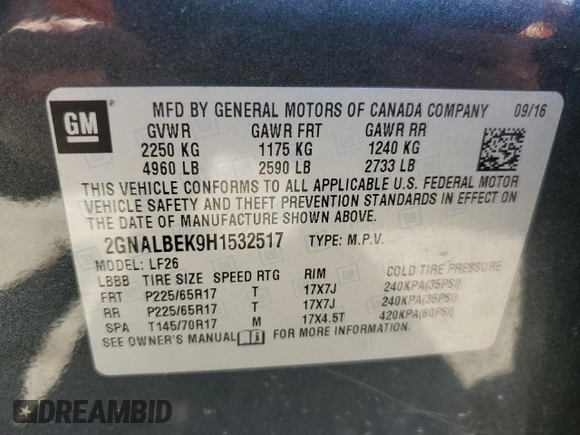 GM
MFD BY GENERAL MOTORS OF CANADA COMPANY 09/16
GVWR GAWR FRT GAWR RR
2250 KG 1175 KG 1240 KG
4960 LB 2590 LB 2733 LB
THIS VEHICLE CONFORMS TO ALL APPLICABLE U.S. FEDERAL MOTOR
VEHICLE SAFETY AND THEFT PREVENTION STANDARDS IN EFFECT ON
THE DATE OF MANUFACTURE SHOWN ABOVE.
2GNALBEK9H1532517 TYPE: M.P.V.
MODEL: LF26
LBBB TIRE SIZE SPEED RTG RIM COLD TIRE PRESSURE
FRT P225/65R17 T 17X7J 240KPA(35PSI)
RR P225/65R17 T 17X7J 240KPA(35PSI)
SPA T145/70R17 M 17X4.5T 420KPA(60PSI)
SEE OWNER'S MANUAL FOR MORE INFORMATION.
DREAMBID